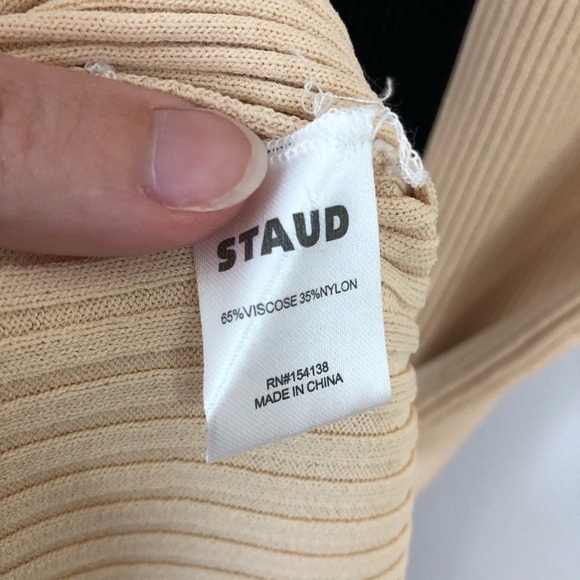 STAUD
65%VISCOSE 35%NYLON
RN#154138
MADE IN CHINA